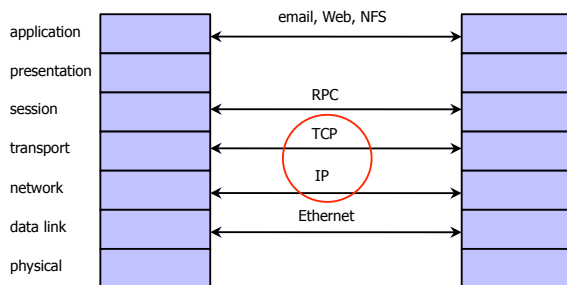 application
email, Web, NFS
presentation
session
RPC
transport
TCP
network
IP
data link
Ethernet
physical